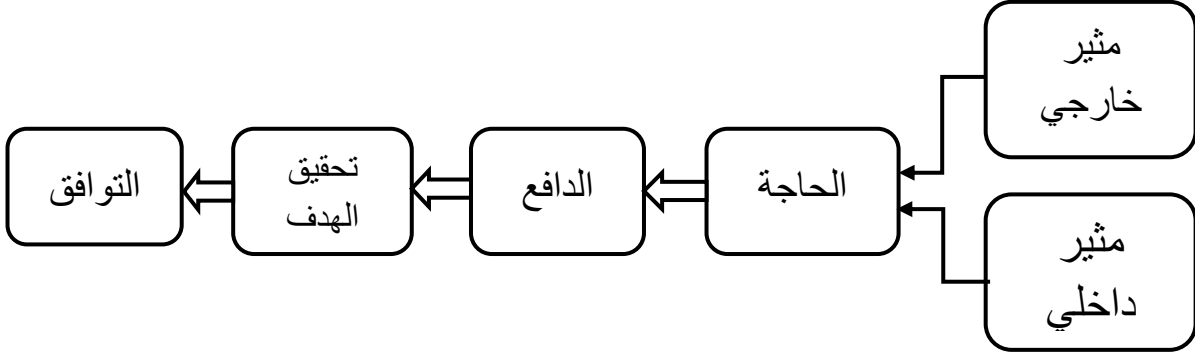 مثير
خارجي
مثير
داخلي
الحاجة
الدافع
تحقيق
الهدف
التوافق